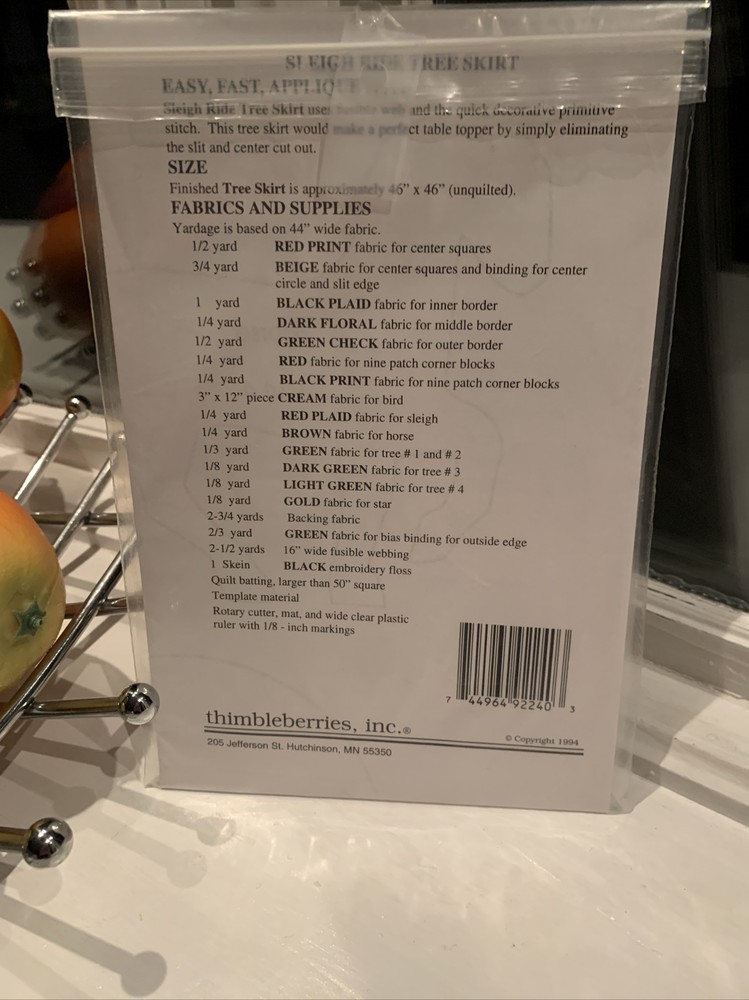 SLEIGH RIDE TREE SKIRT
EASY, FAST, APPLIQUE . . . .
Sleigh Ride Tree Skirt uses fusible web and the quick decorative primitive
stitch. This tree skirt would make a perfect table topper by simply eliminating
the slit and center cut out.
SIZE
Finished Tree Skirt is approximately 46” x 46” (unquilted).
FABRICS AND SUPPLIES
Yardage is based on 44” wide fabric.
1/2 yard RED PRINT fabric for center squares
3/4 yard BEIGE fabric for center squares and binding for center
circle and slit edge
1 yard BLACK PLAID fabric for inner border
1/4 yard DARK FLORAL fabric for middle border
1/2 yard GREEN CHECK fabric for outer border
1/4 yard RED fabric for nine patch corner blocks
1/4 yard BLACK PRINT fabric for nine patch corner blocks
3” x 12” piece CREAM fabric for bird
1/4 yard RED PLAID fabric for sleigh
1/4 yard BROWN fabric for horse
1/3 yard GREEN fabric for tree # 1 and # 2
1/8 yard DARK GREEN fabric for tree # 3
1/8 yard LIGHT GREEN fabric for tree # 4
1/8 yard GOLD fabric for star
2-3/4 yards Backing fabric
2/3 yard GREEN fabric for bias binding for outside edge
2-1/2 yards 16” wide fusible webbing
1 Skein BLACK embroidery floss
Quilt batting, larger than 50” square
Template material
Rotary cutter, mat, and wide clear plastic
ruler with 1/8 - inch markings
7 44964 92240 3
thimbleberries, inc.®
© Copyright 1994
205 Jefferson St. Hutchinson, MN 55350